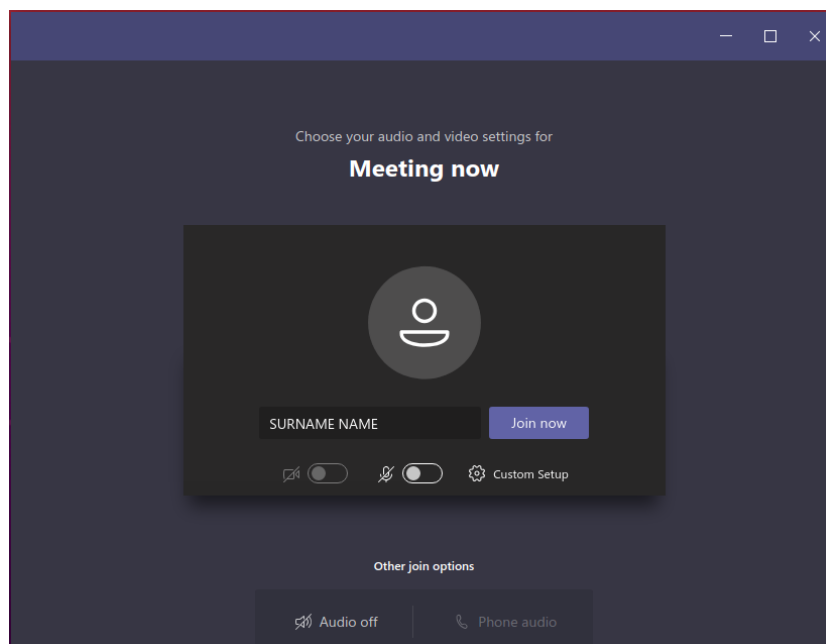 Choose your audio and video settings for
Meeting now
SURNAME NAME
Join now
Custom Setup
Other join options
Audio off
Phone audio